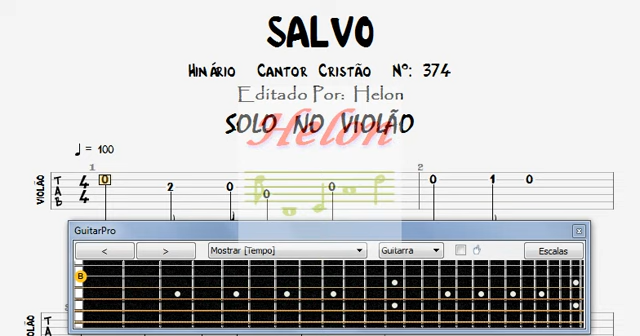 SALVO
Hinário Cantor Cristão Nº: 374
Editado Por: Helon
SOLO NO VIOLÃO
Helon
♩ = 100
1 2
VIOLÃO
T A B
4 4
0 2 0 0 0 0 1 0
GuitarPro
< > Mostrar [Tempo] Guitarra Escalas
B